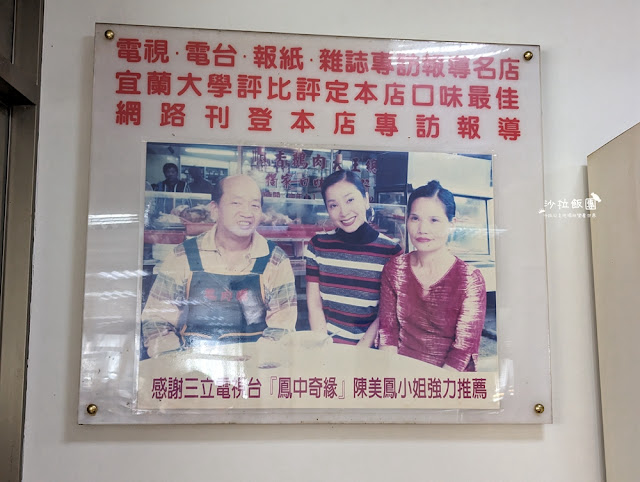 電視・電台・報紙・雜誌專訪報導名店
宜蘭大學評比評定本店口味最佳
網路刊登本店專訪報導
沙拉飯團
感謝三立電視台『鳳中奇緣』陳美鳳小姐強力推薦